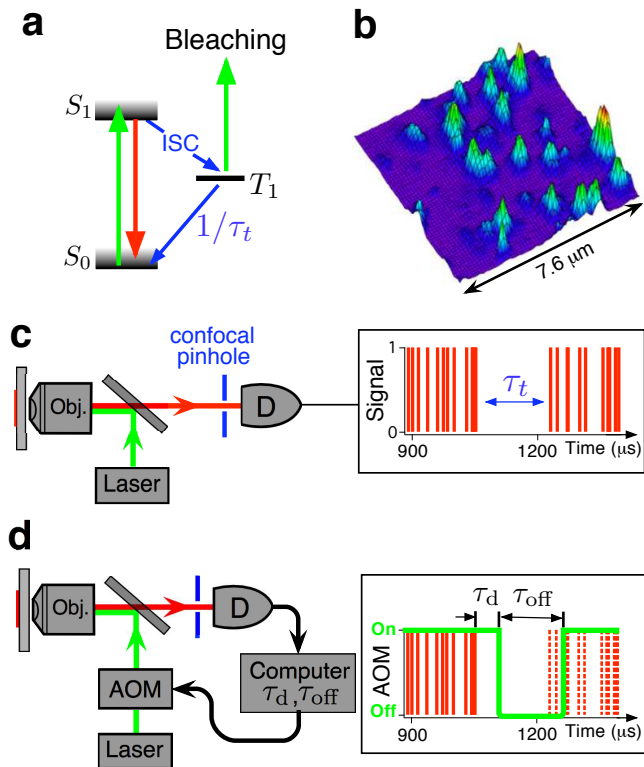 a
Bleaching
S₁
ISC
T₁
1/τₜ
S₀
b
7.6 μm
c
confocal
pinhole
Obj.
D
Laser
Signal
1
0
τₜ
900
1200
Time (μs)
d
Obj.
D
AOM
Computer
τd,τoff
Laser
τd
τoff
On
AOM
Off
900
1200
Time (μs)